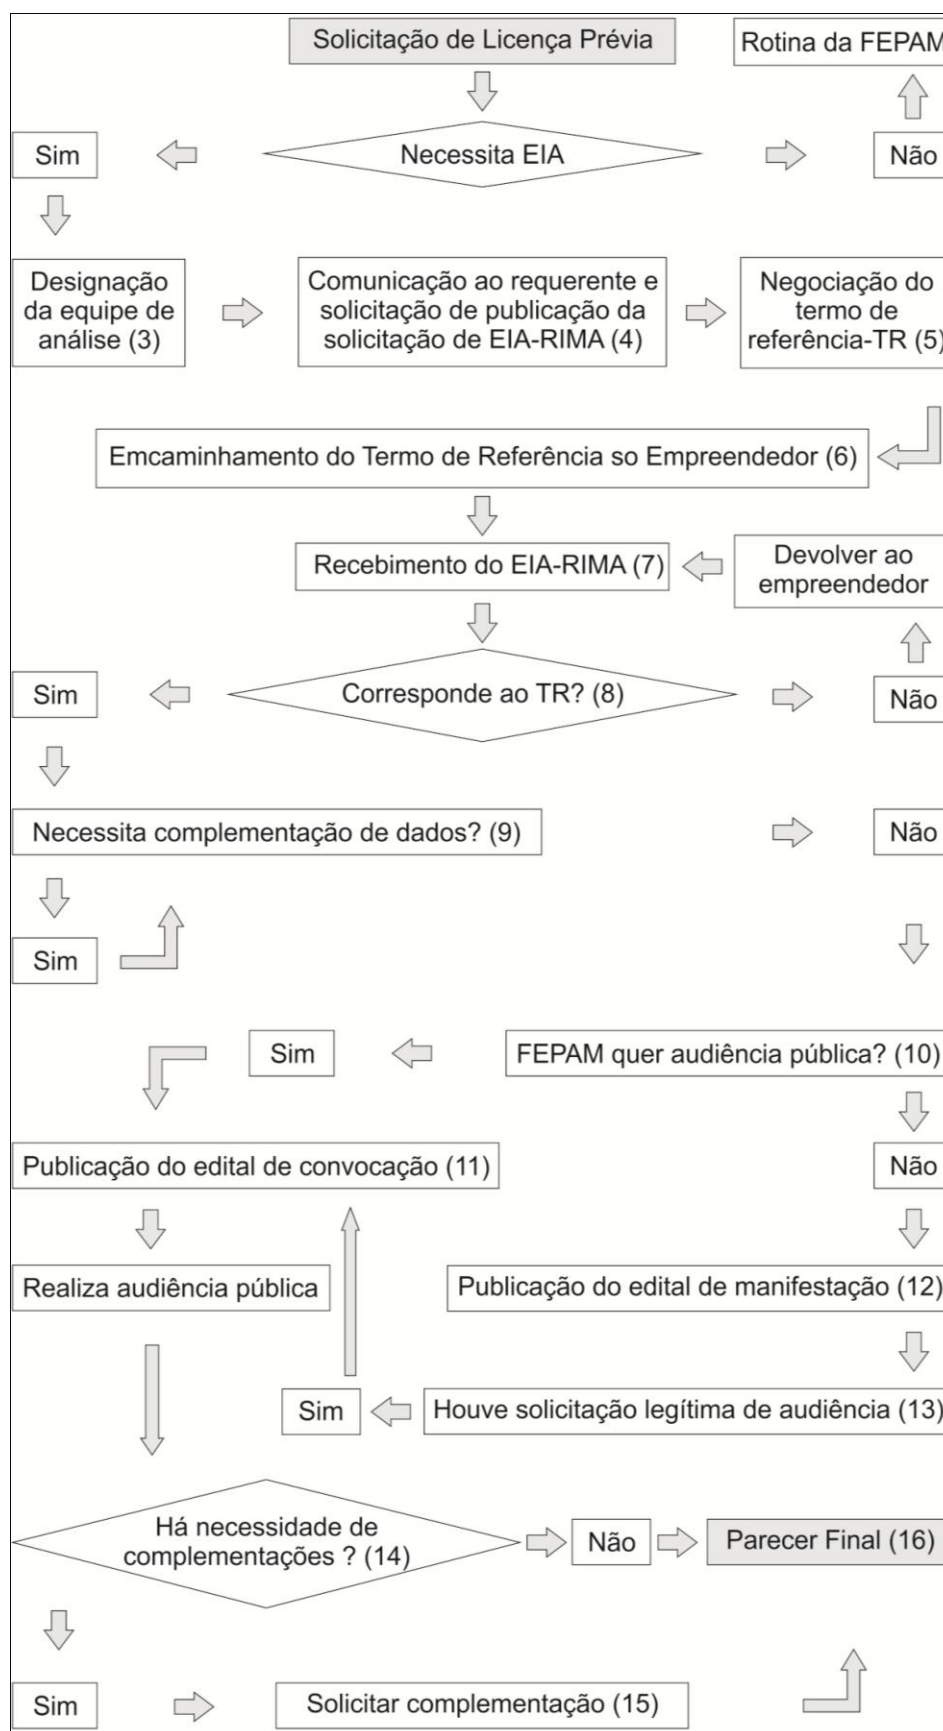 Solicitação de Licença Prévia
Rotina da FEPAM
Sim
Necessita EIA
Não
Designação
da equipe de
análise (3)
Comunicação ao requerente e
solicitação de publicação da
solicitação de EIA-RIMA (4)
Negociação do
termo de
referência-TR (5)
Emcaminhamento do Termo de Referência so Empreendedor (6)
Recebimento do EIA-RIMA (7)
Devolver ao
empreendedor
Sim
Corresponde ao TR? (8)
Não
Necessita complementação de dados? (9)
Não
Sim
Sim
FEPAM quer audiência pública? (10)
Publicação do edital de convocação (11)
Não
Realiza audiência pública
Publicação do edital de manifestação (12)
Sim
Houve solicitação legítima de audiência (13)
Há necessidade de
complementações ? (14)
Não
Parecer Final (16)
Sim
Solicitar complementação (15)